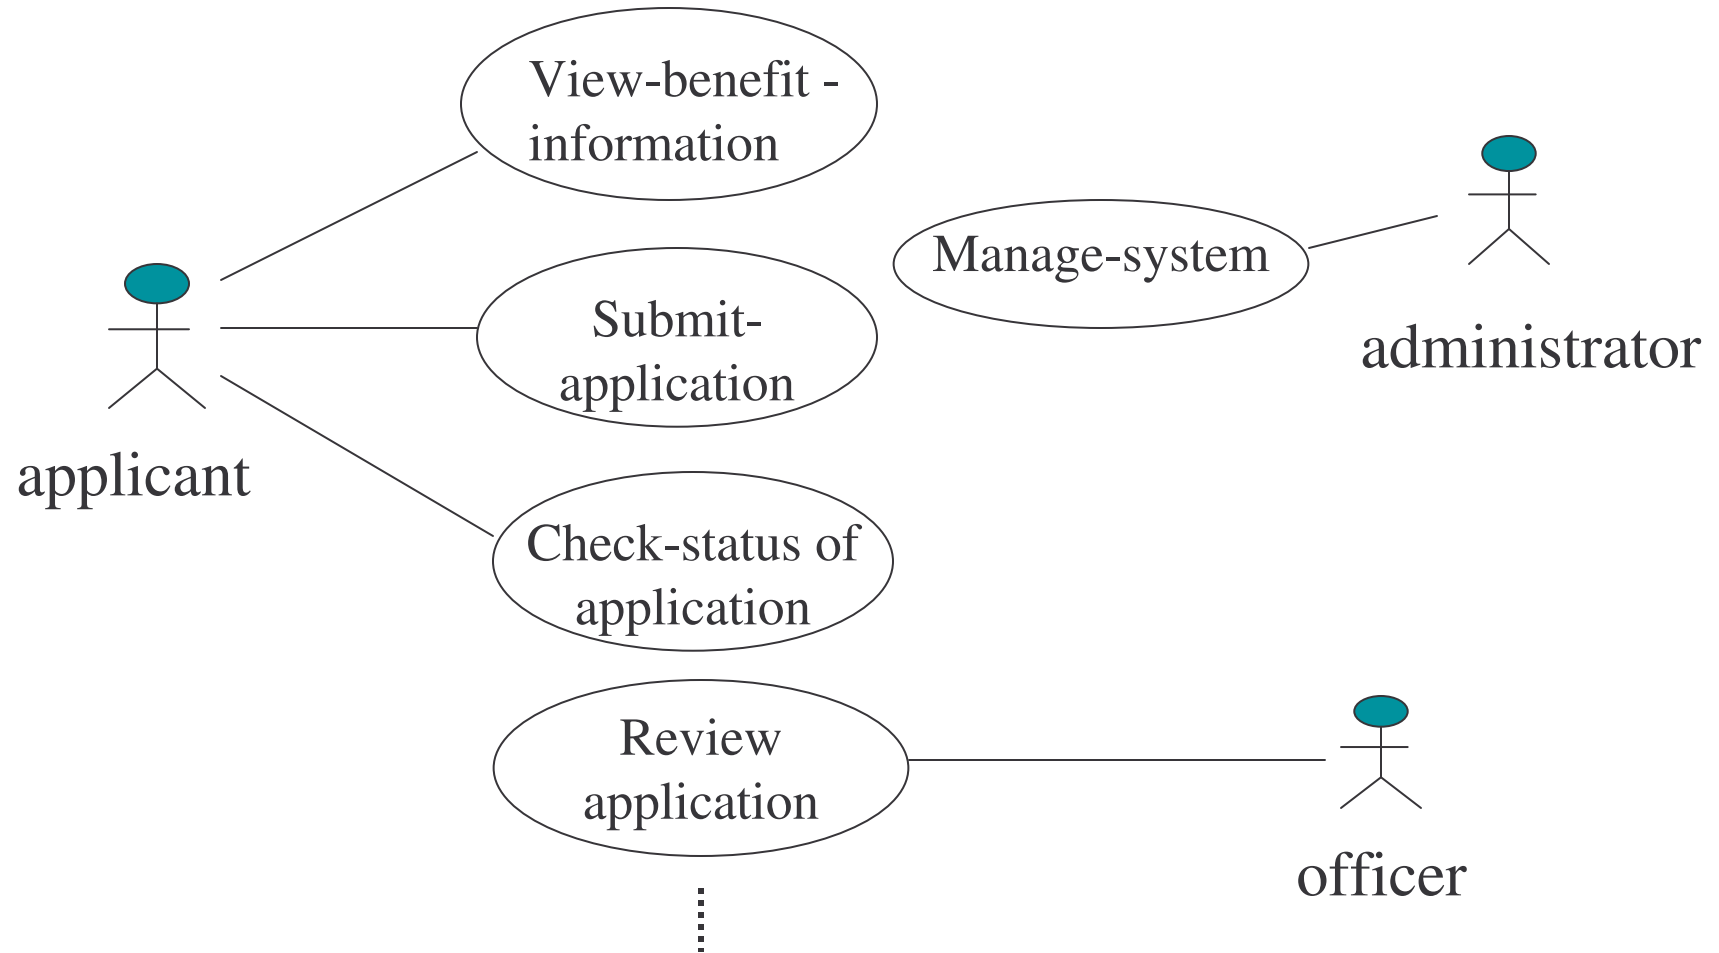 View-benefit -
information
Manage-system
Submit-
application
administrator
applicant
Check-status of
application
Review
application
officer